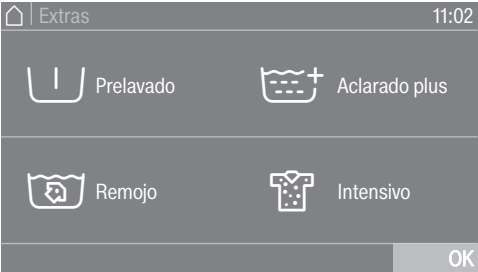 Extras 11:02
Prelavado Aclarado plus
Remojo Intensivo
OK